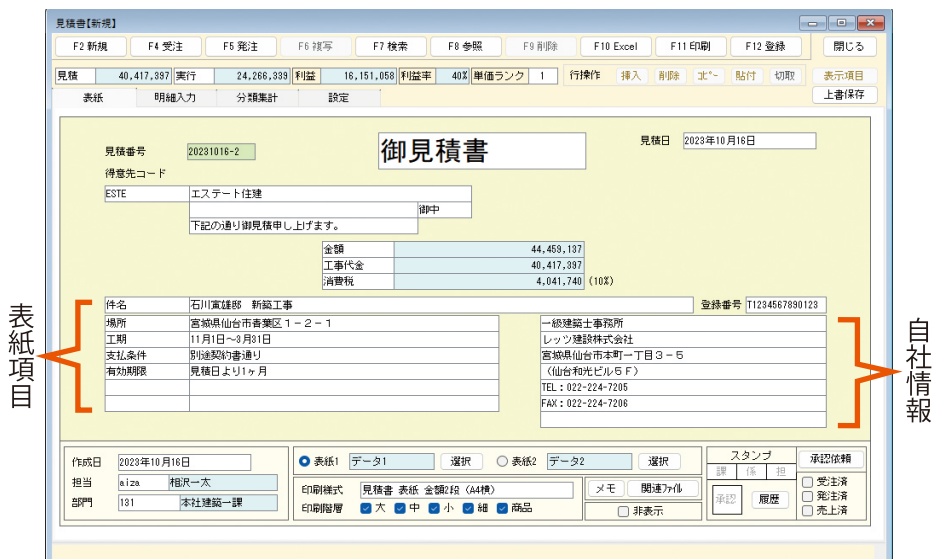 見積書【新規】
F2 新規 F4 受注 F5 発注 F6 複写 F7 検索 F8 参照 F9 削除 F10 Excel F11 印刷 F12 登録 閉じる
見積 40,417,397 実行 24,266,339 利益 16,151,058 利益率 40% 単価ランク 1 行操作 挿入 削除 ｺﾋﾟｰ 貼付 切取 表示項目
表紙 明細入力 分類集計 設定 上書保存
見積番号 20231016-2 御見積書 見積日 2023年10月16日
得意先コード
ESTE エステート住建
御中
下記の通り御見積申し上げます。
金額 44,459,137
工事代金 40,417,397
消費税 4,041,740 (10%)
件名 石川寅雄邸 新築工事 登録番号 T1234567890123
場所 宮城県仙台市青葉区１－２－１
工期 11月1日～3月31日
支払条件 別途契約書通り
有効期限 見積日より1ヶ月
一級建築士事務所
レッツ建設株式会社
宮城県仙台市本町一丁目３－５
（仙台和光ビル５Ｆ）
TEL：022-224-7205
FAX：022-224-7206
表紙項目
自社情報
作成日 2023年10月16日
担当 aiza 相沢一太
部門 131 本社建築一課
表紙1 データ1 選択 表紙2 データ2 選択
印刷様式 見積書 表紙 金額2段（A4横） メモ 関連ﾌｧｲﾙ
印刷階層 大 中 小 細 商品 非表示
スタンプ 承認依頼
課 係 担
承認 履歴
受注済
発注済
売上済